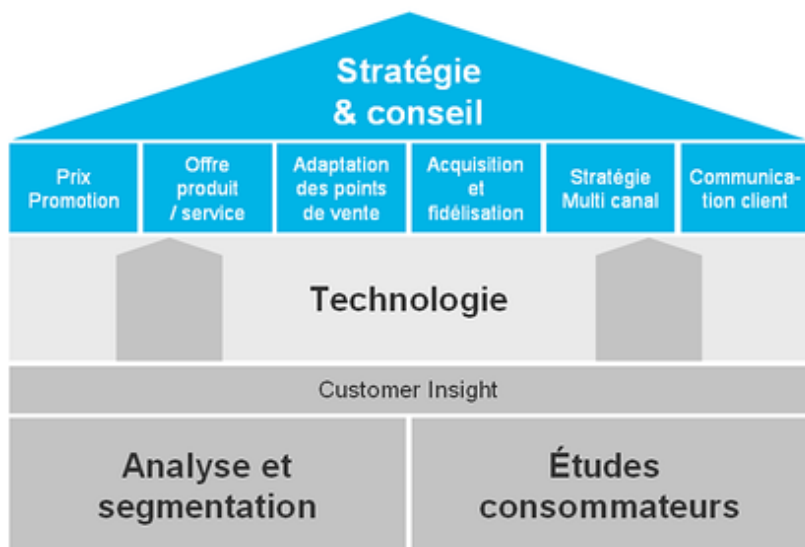 Stratégie
& conseil
Prix
Promotion
Offre
produit
/ service
Adaptation
des points
de vente
Acquisition
et
fidélisation
Stratégie
Multi canal
Communica-
tion client
Technologie
Customer Insight
Analyse et
segmentation
Études
consommateurs